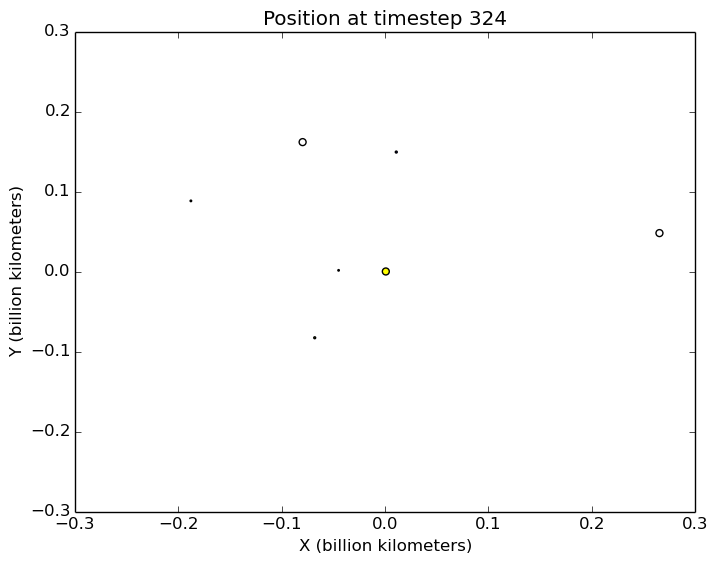 Position at timestep 324
0.3
0.2
0.1
0.0
−0.1
−0.2
−0.3
Y (billion kilometers)
−0.3 −0.2 −0.1 0.0 0.1 0.2 0.3
X (billion kilometers)